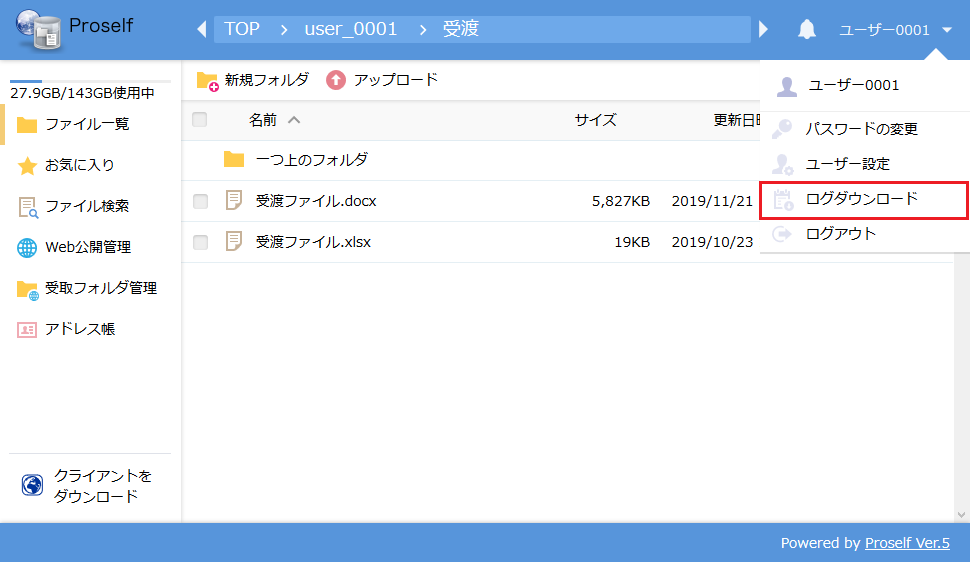 Proself
TOP > user_0001 > 受渡
ユーザー0001
27.9GB/143GB使用中
ファイル一覧
お気に入り
ファイル検索
Web公開管理
受取フォルダ管理
アドレス帳
クライアントを
ダウンロード
新規フォルダ アップロード
名前 サイズ 更新日時
一つ上のフォルダ
受渡ファイル.docx 5,827KB 2019/11/21
受渡ファイル.xlsx 19KB 2019/10/23
ユーザー0001
パスワードの変更
ユーザー設定
ログダウンロード
ログアウト
Powered by Proself Ver.5